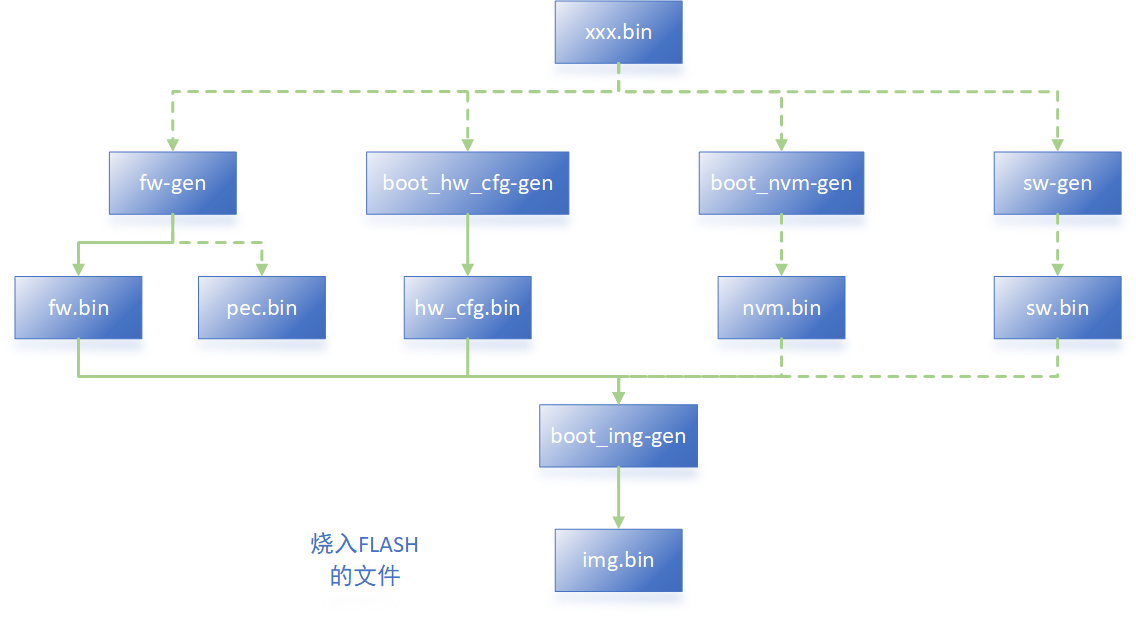 xxx.bin
fw-gen
boot_hw_cfg-gen
boot_nvm-gen
sw-gen
fw.bin
pec.bin
hw_cfg.bin
nvm.bin
sw.bin
boot_img-gen
烧入FLASH
的文件
img.bin